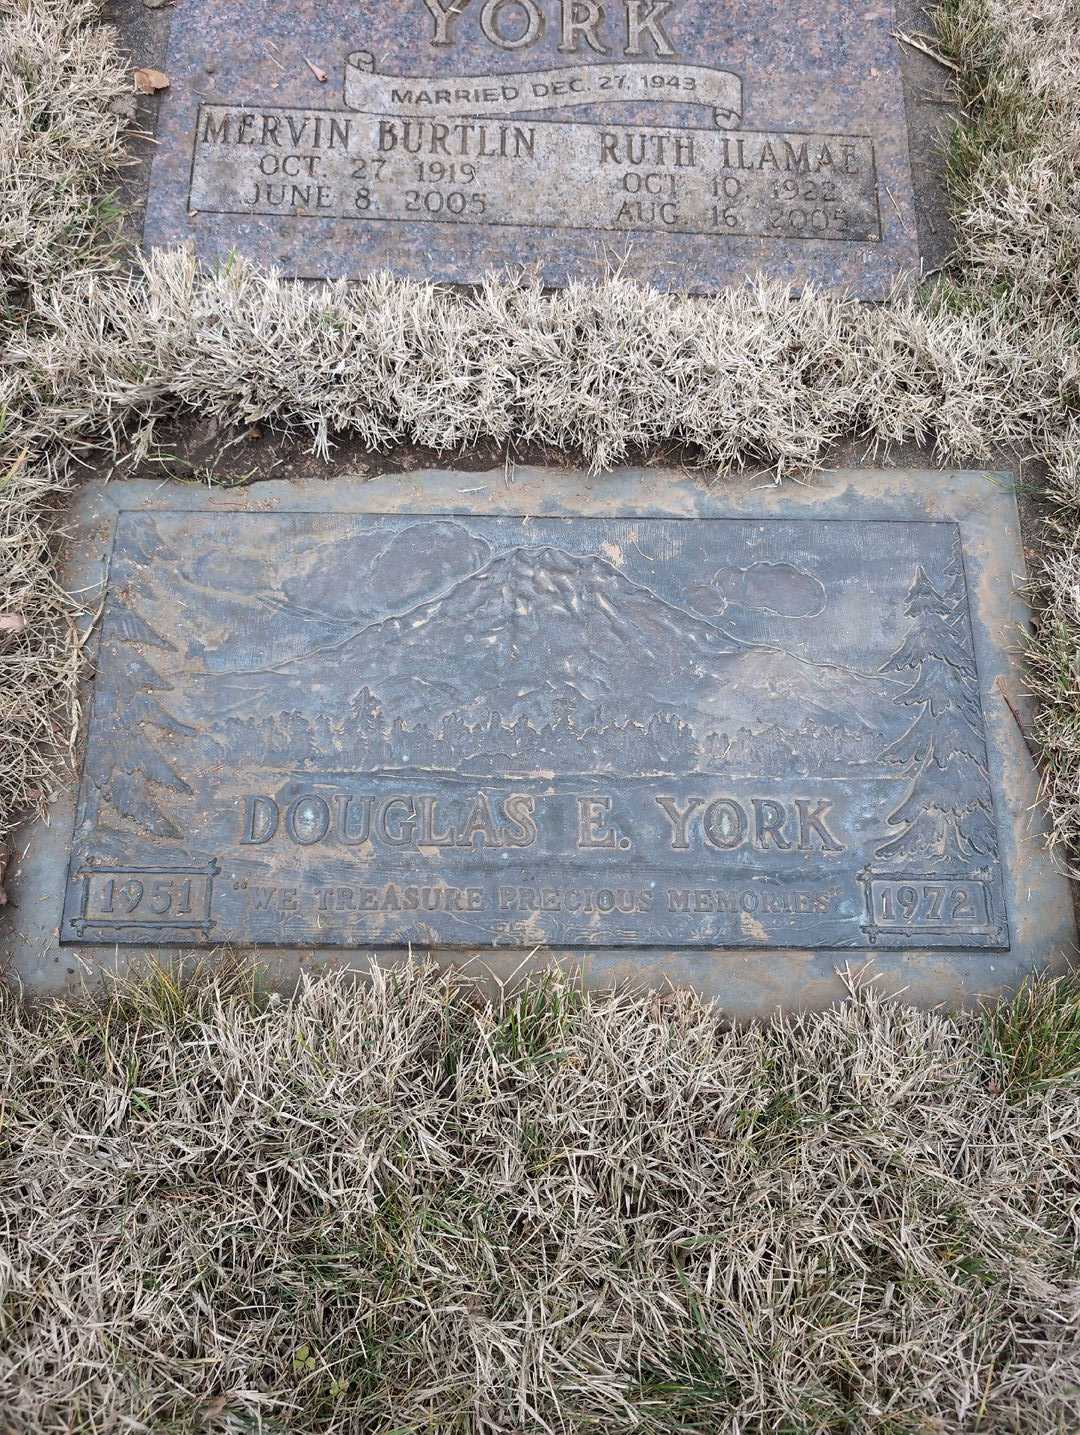 YORK
MARRIED DEC. 27, 1943
MERVIN BURTLIN
OCT. 27 1919
JUNE 8, 2005
RUTH ILAMAE
OCT. 10, 1922
AUG. 16, 2005
DOUGLAS E. YORK
1951 "WE TREASURE PRECIOUS MEMORIES" 1972